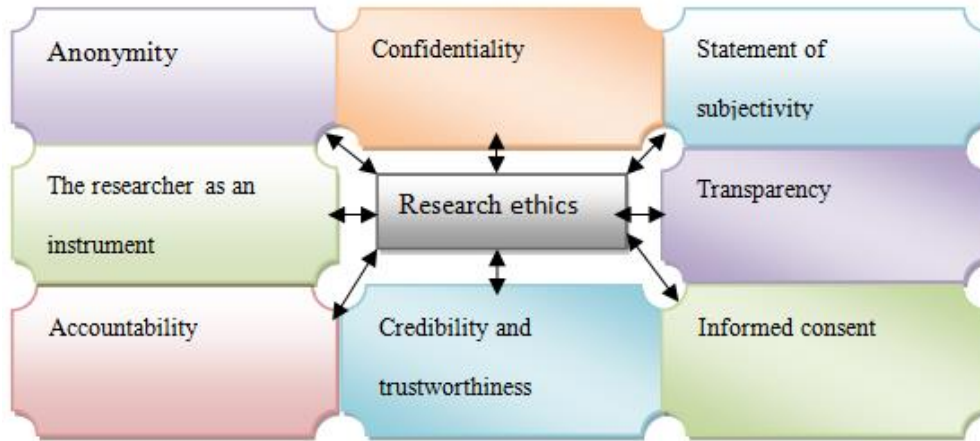 Anonymity
Confidentiality
Statement of
subjectivity
The researcher as an
instrument
Research ethics
Transparency
Accountability
Credibility and
trustworthiness
Informed consent